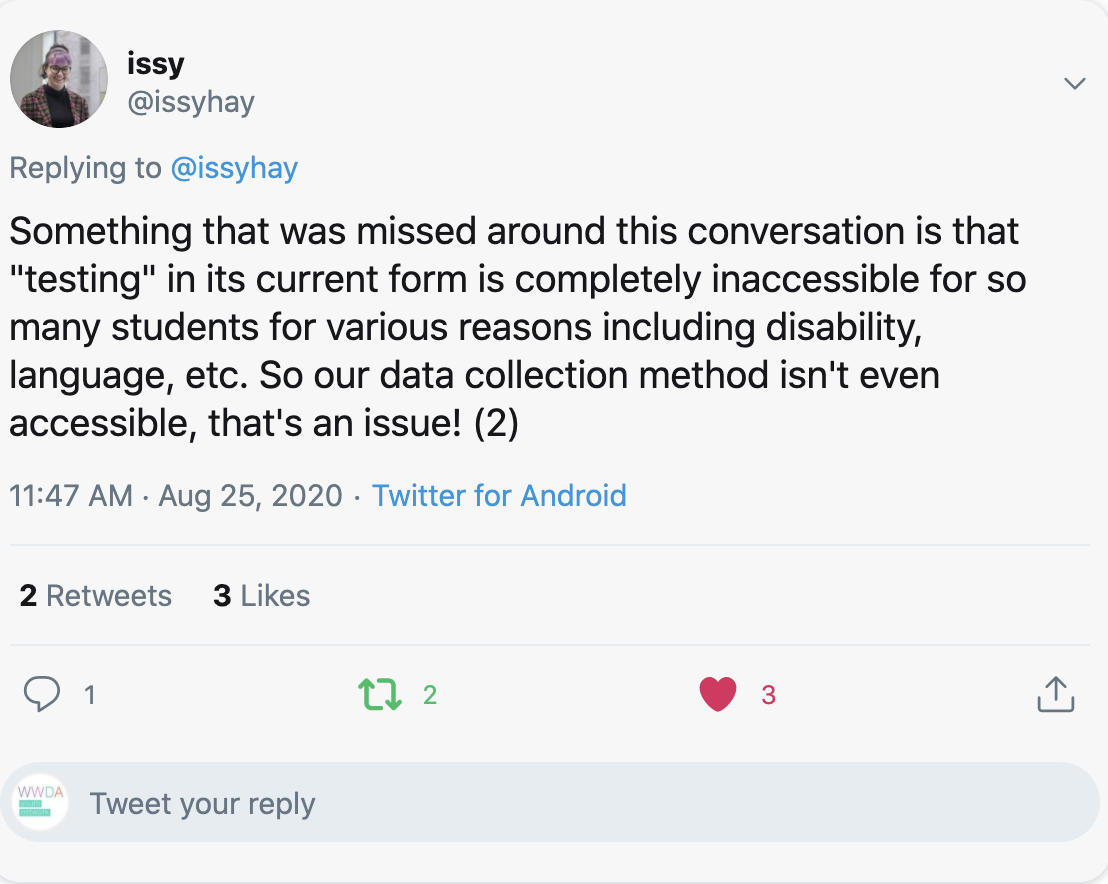 issy
@issyhay
Replying to @issyhay
Something that was missed around this conversation is that
"testing" in its current form is completely inaccessible for so
many students for various reasons including disability,
language, etc. So our data collection method isn't even
accessible, that's an issue! (2)
11:47 AM · Aug 25, 2020 · Twitter for Android
2 Retweets 3 Likes
1 2 3
WWDA
Tweet your reply